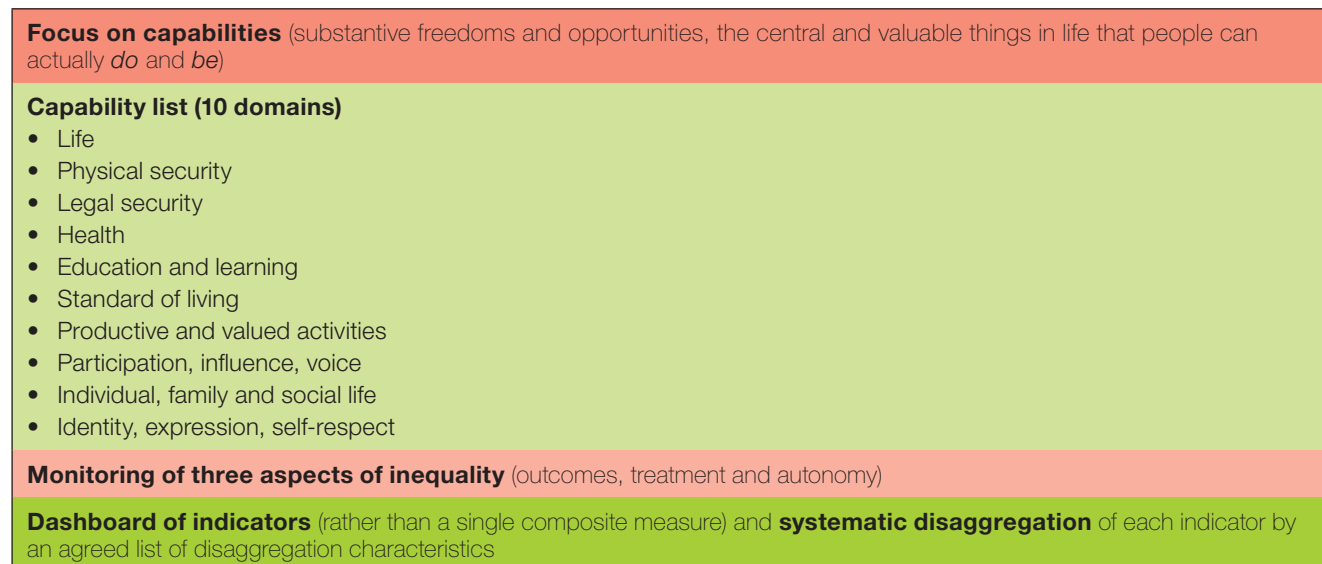 Focus on capabilities (substantive freedoms and opportunities, the central and valuable things in life that people can
actually do and be)
Capability list (10 domains)
• Life
• Physical security
• Legal security
• Health
• Education and learning
• Standard of living
• Productive and valued activities
• Participation, influence, voice
• Individual, family and social life
• Identity, expression, self-respect
Monitoring of three aspects of inequality (outcomes, treatment and autonomy)
Dashboard of indicators (rather than a single composite measure) and systematic disaggregation of each indicator by
an agreed list of disaggregation characteristics